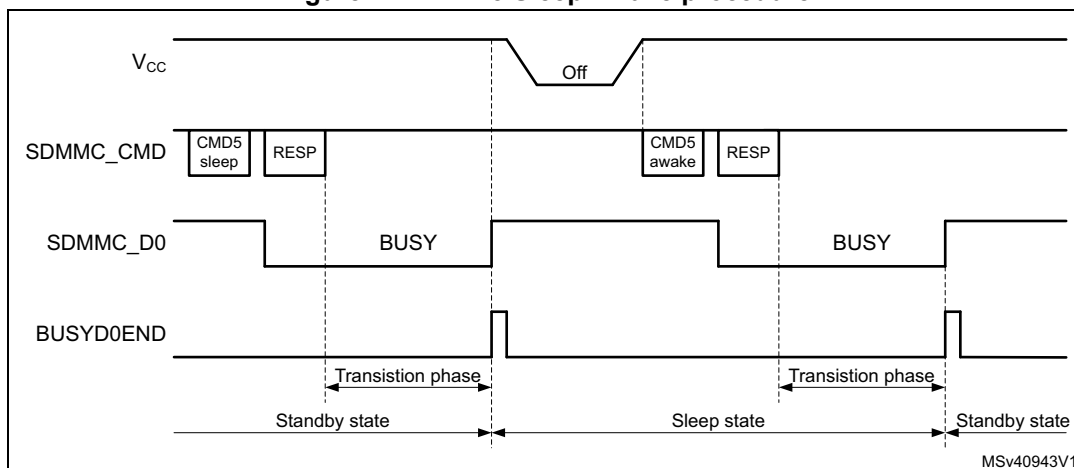 V_CC
Off
SDMMC_CMD
CMD5
sleep
RESP
CMD5
awake
RESP
SDMMC_D0
BUSY
BUSY
BUSYD0END
Transistion phase
Transistion phase
Standby state
Sleep state
Standby state
MSv40943V1